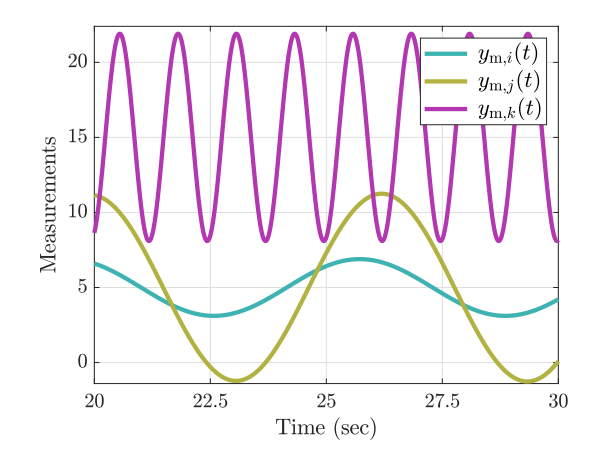 20
15
10
5
0
Measurements
20
22.5
25
27.5
30
Time (sec)
y_{m,i}(t)
y_{m,j}(t)
y_{m,k}(t)